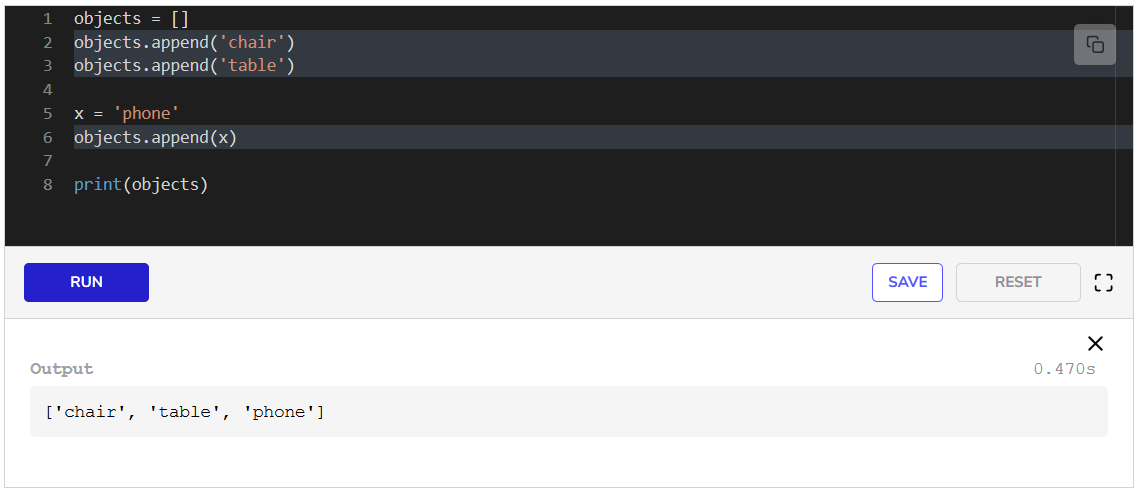 1 objects = []
2 objects.append('chair')
3 objects.append('table')
4
5 x = 'phone'
6 objects.append(x)
7
8 print(objects)
RUN
SAVE
RESET
Output
0.470s
['chair', 'table', 'phone']